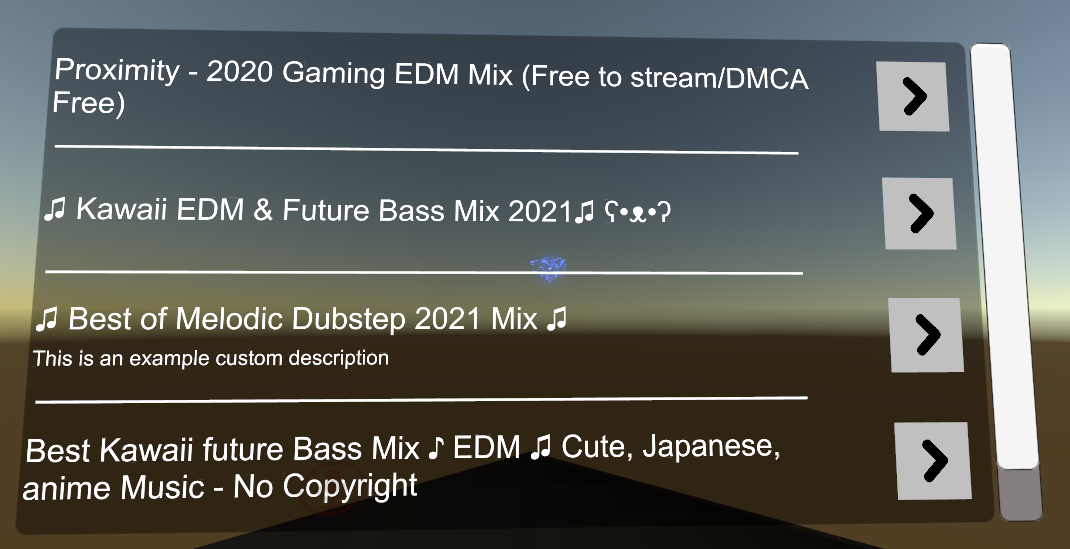 Proximity - 2020 Gaming EDM Mix (Free to stream/DMCA
Free)
♫ Kawaii EDM & Future Bass Mix 2021♫ ʕ•ᴥ•ʔ
♫ Best of Melodic Dubstep 2021 Mix ♫
This is an example custom description
Best Kawaii future Bass Mix ♪ EDM ♫ Cute, Japanese,
anime Music - No Copyright